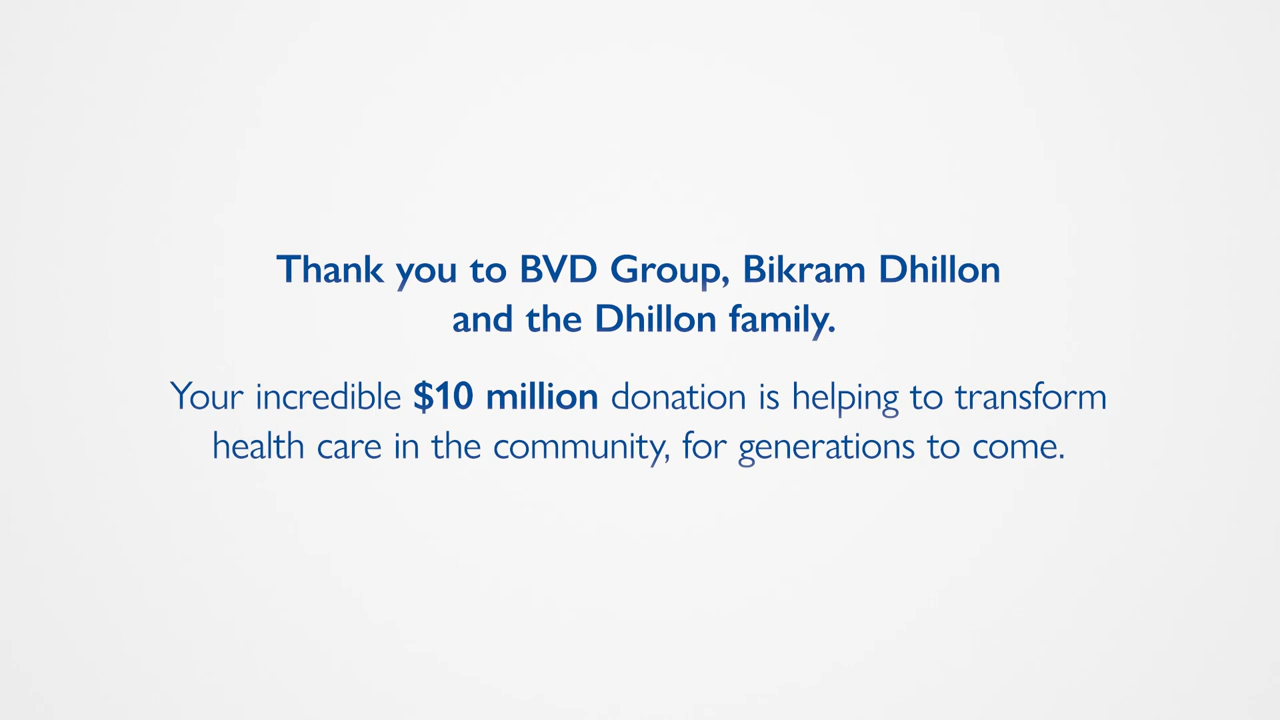 Thank you to BVD Group, Bikram Dhillon
and the Dhillon family.
Your incredible $10 million donation is helping to transform
health care in the community, for generations to come.